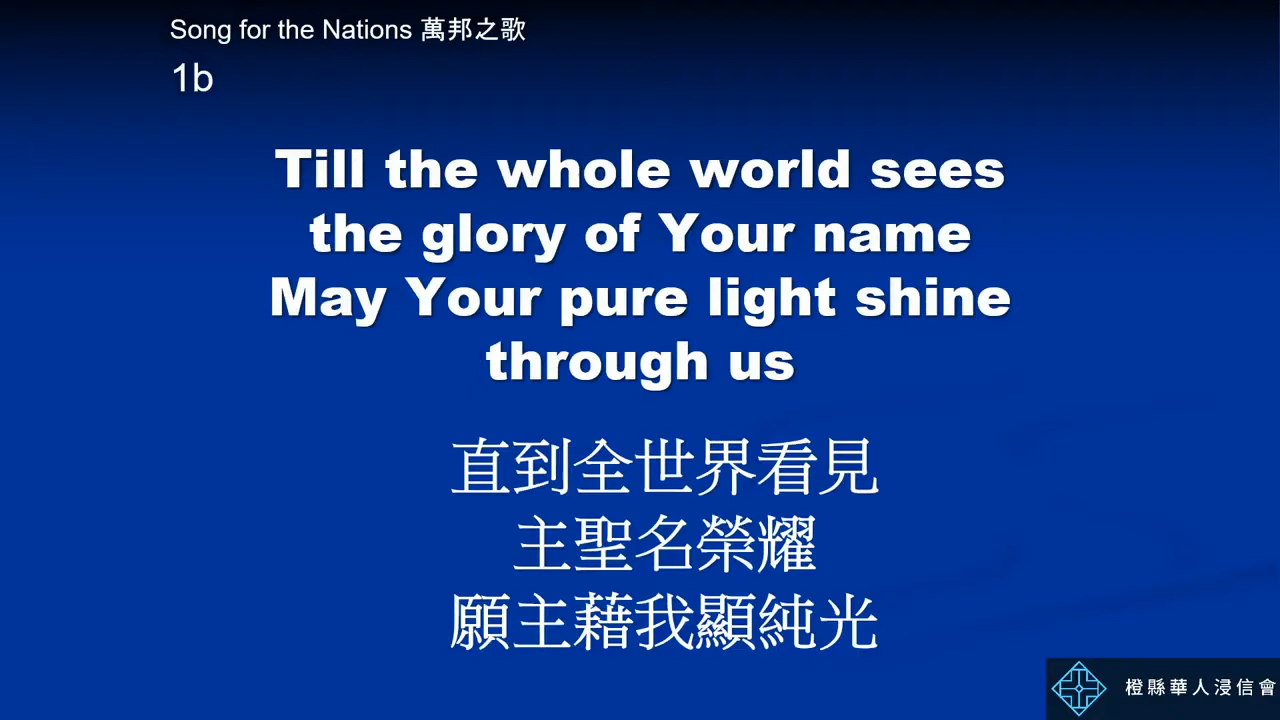 Song for the Nations 萬邦之歌
1b
Till the whole world sees
the glory of Your name
May Your pure light shine
through us
直到全世界看見
主聖名榮耀
願主藉我顯純光
橙縣華人浸信會